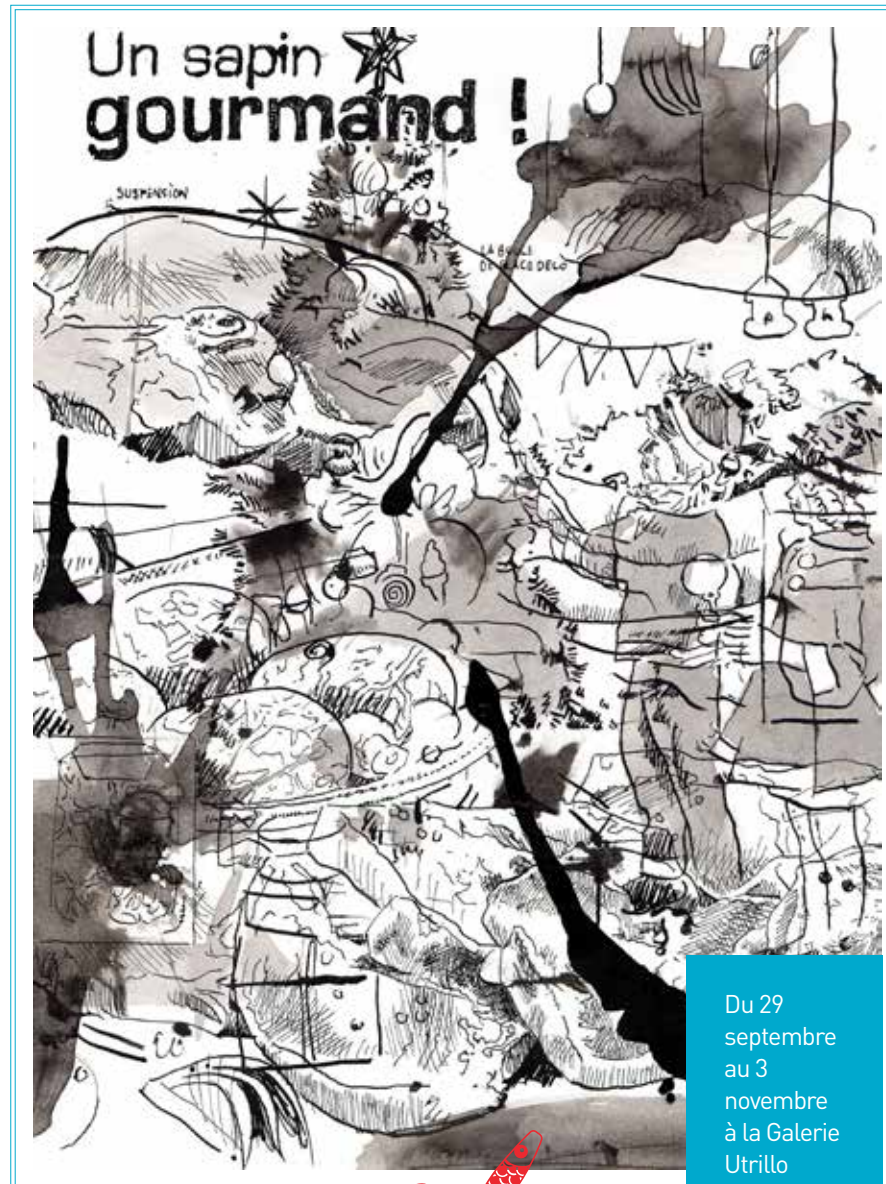 Un sapin
gourmand !
SUSPENSION
Du 29
septembre
au 3
novembre
à la Galerie
Utrillo